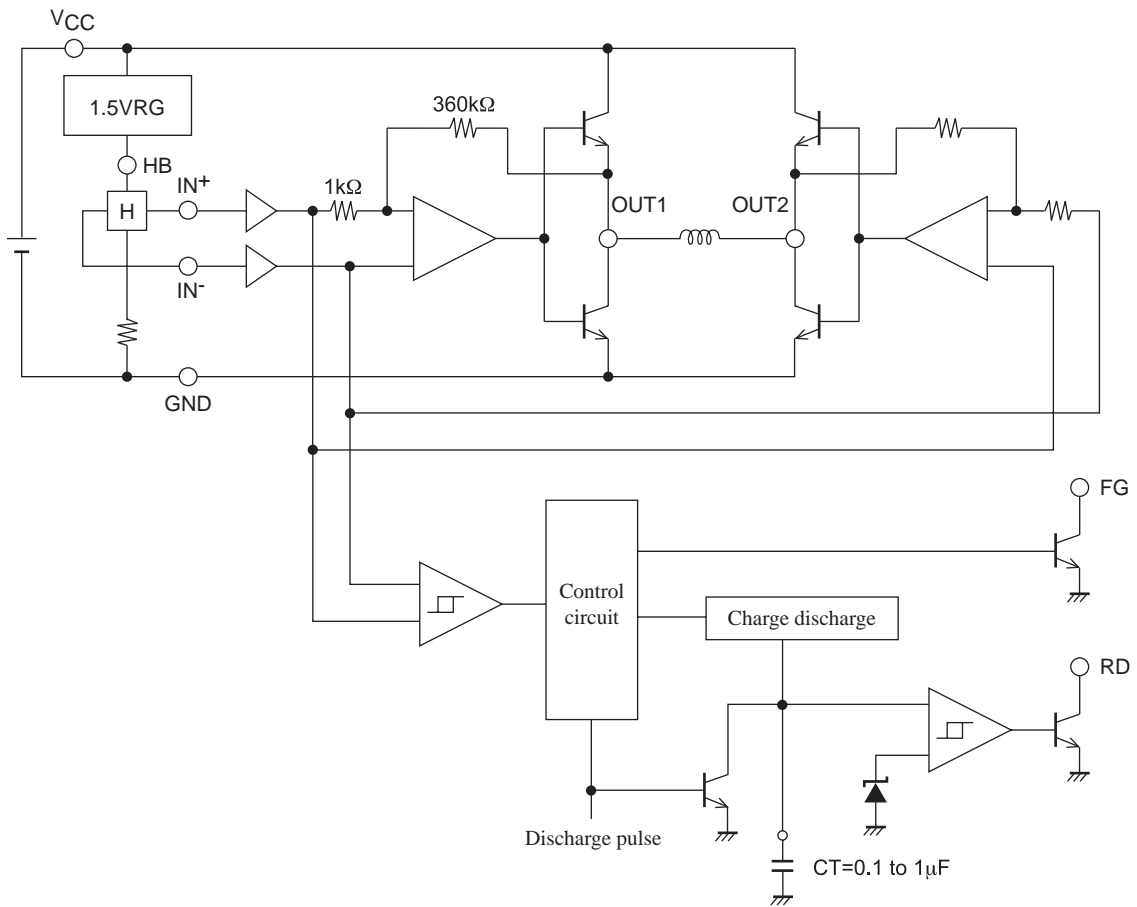 VCC
1.5VRG
360kΩ
HB
IN+
1kΩ
H
OUT1
OUT2
IN-
GND
FG
Control
circuit
Charge discharge
RD
Discharge pulse
CT=0.1 to 1μF